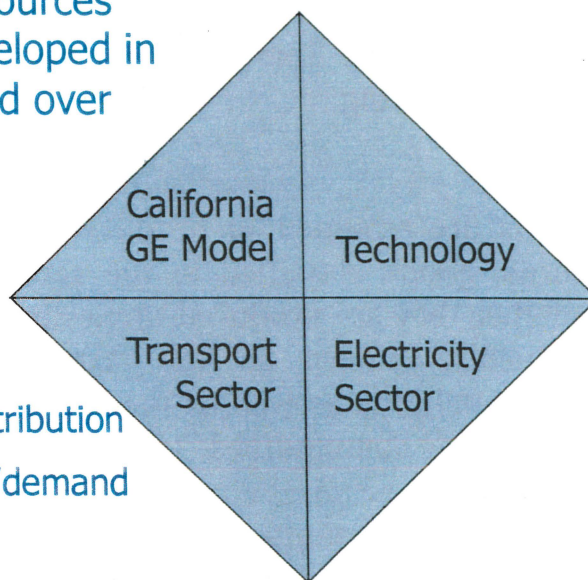 ources
eloped in
d over
California
GE Model
Technology
Transport
Sector
Electricity
Sector
tribution
/demand